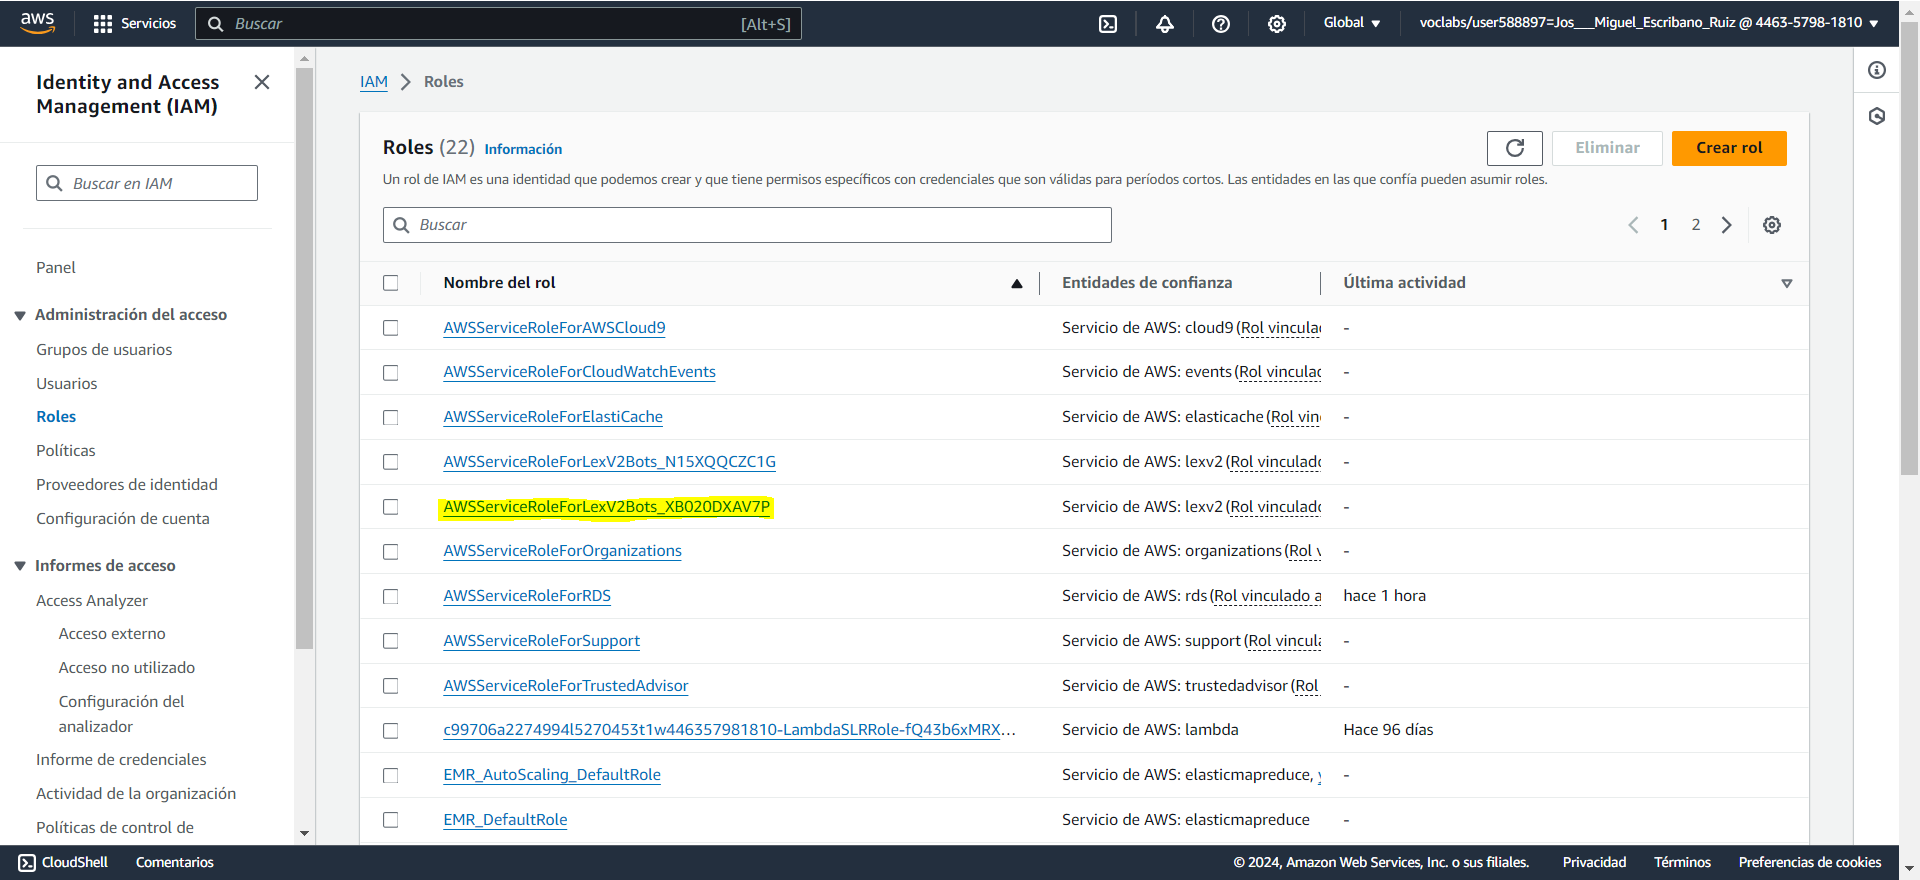 aws
Servicios
Buscar
[Alt+S]
Global
voclabs/user588897=Jos___Miguel_Escribano_Ruiz @ 4463-5798-1810
Identity and Access
Management (IAM)
Buscar en IAM
Panel
Administración del acceso
Grupos de usuarios
Usuarios
Roles
Políticas
Proveedores de identidad
Configuración de cuenta
Informes de acceso
Access Analyzer
Acceso externo
Acceso no utilizado
Configuración del
analizador
Informe de credenciales
Actividad de la organización
Políticas de control de
IAM
Roles
Roles (22) Información
Eliminar
Crear rol
Un rol de IAM es una identidad que podemos crear y que tiene permisos específicos con credenciales que son válidas para períodos cortos. Las entidades en las que confía pueden asumir roles.
Buscar
1 2
Nombre del rol Entidades de confianza Última actividad
AWSServiceRoleForAWSCloud9 Servicio de AWS: cloud9 (Rol vincula -
AWSServiceRoleForCloudWatchEvents Servicio de AWS: events (Rol vinculad -
AWSServiceRoleForElastiCache Servicio de AWS: elasticache (Rol vin -
AWSServiceRoleForLexV2Bots_N15XQQCZC1G Servicio de AWS: lexv2 (Rol vinculado -
AWSServiceRoleForLexV2Bots_XB020DXAV7P Servicio de AWS: lexv2 (Rol vinculado -
AWSServiceRoleForOrganizations Servicio de AWS: organizations (Rol v -
AWSServiceRoleForRDS Servicio de AWS: rds (Rol vinculado a hace 1 hora
AWSServiceRoleForSupport Servicio de AWS: support (Rol vincula -
AWSServiceRoleForTrustedAdvisor Servicio de AWS: trustedadvisor (Rol -
c99706a2274994l5270453t1w446357981810-LambdaSLRRole-fQ43b6xMRX... Servicio de AWS: lambda Hace 96 días
EMR_AutoScaling_DefaultRole Servicio de AWS: elasticmapreduce, y -
EMR_DefaultRole Servicio de AWS: elasticmapreduce -
CloudShell
Comentarios
© 2024, Amazon Web Services, Inc. o sus filiales.
Privacidad
Términos
Preferencias de cookies